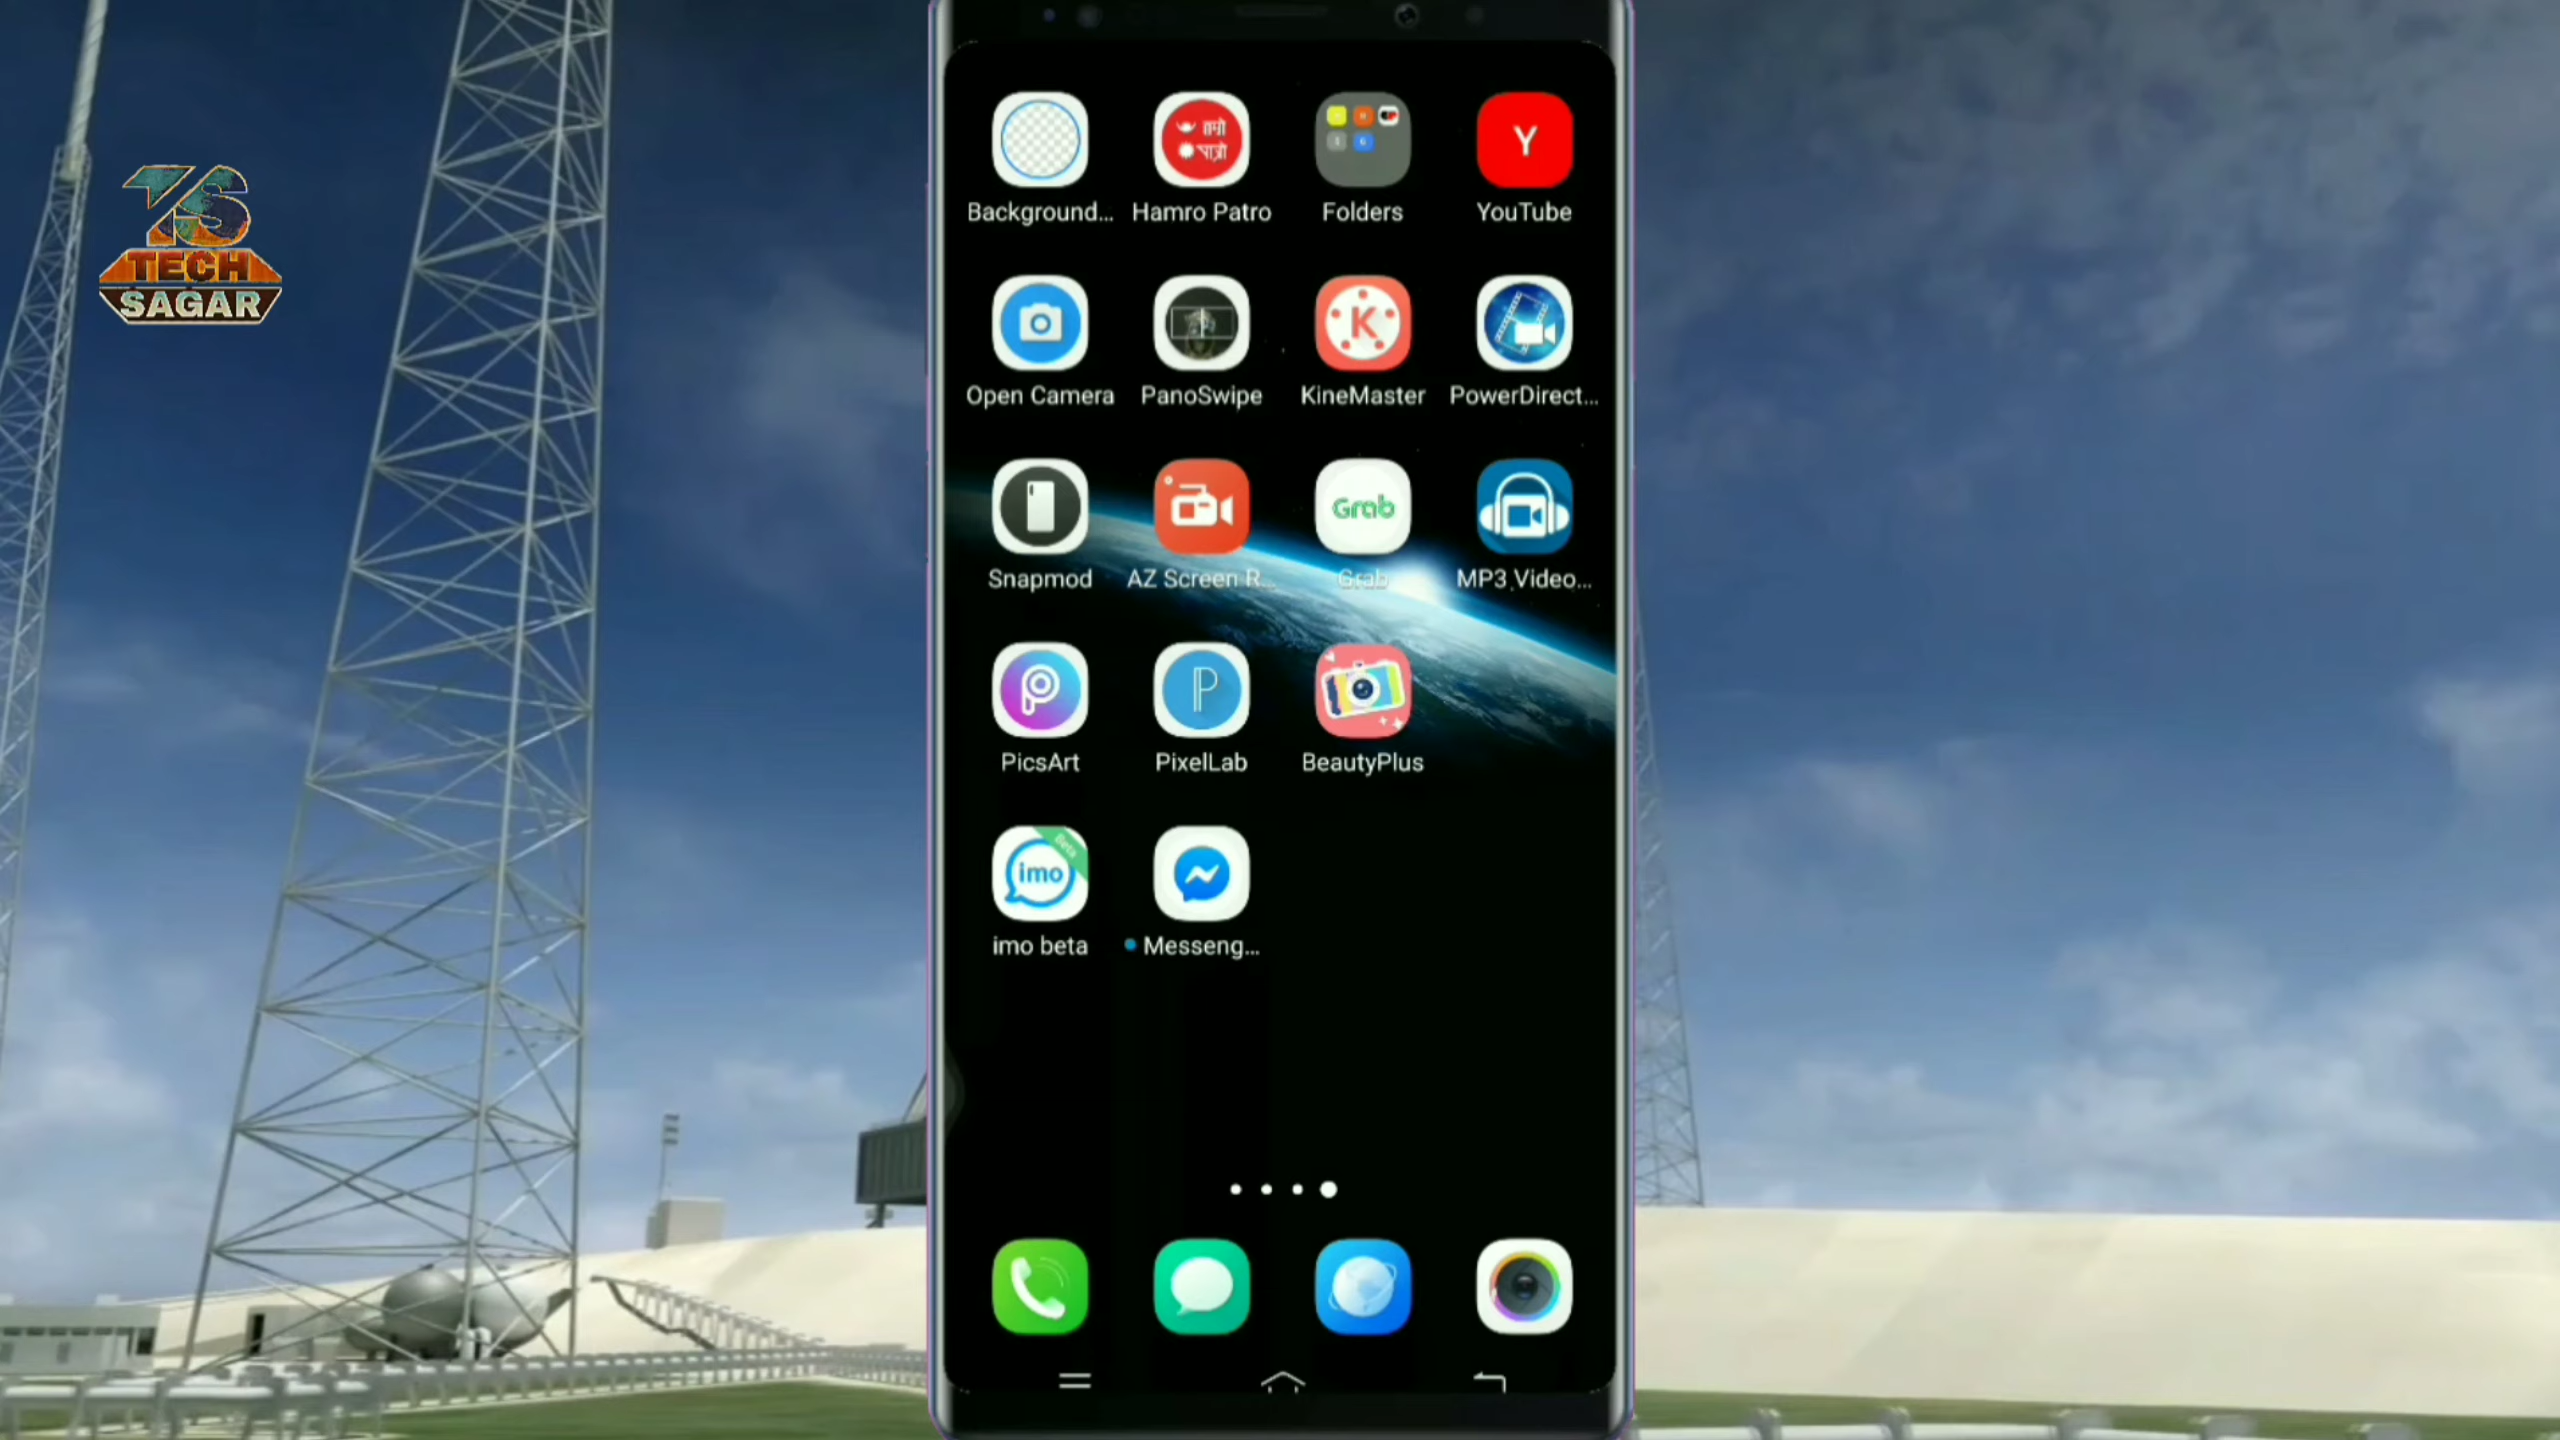 TS
TECH
SAGAR
हाम्रो
पात्रो
Y
Background...
Hamro Patro
Folders
YouTube
K
Open Camera
PanoSwipe
KineMaster
PowerDirect...
Grab
Snapmod
AZ Screen R...
Grab
MP3 Video...
P
PicsArt
PixelLab
BeautyPlus
Beta
imo
imo beta
Messeng...